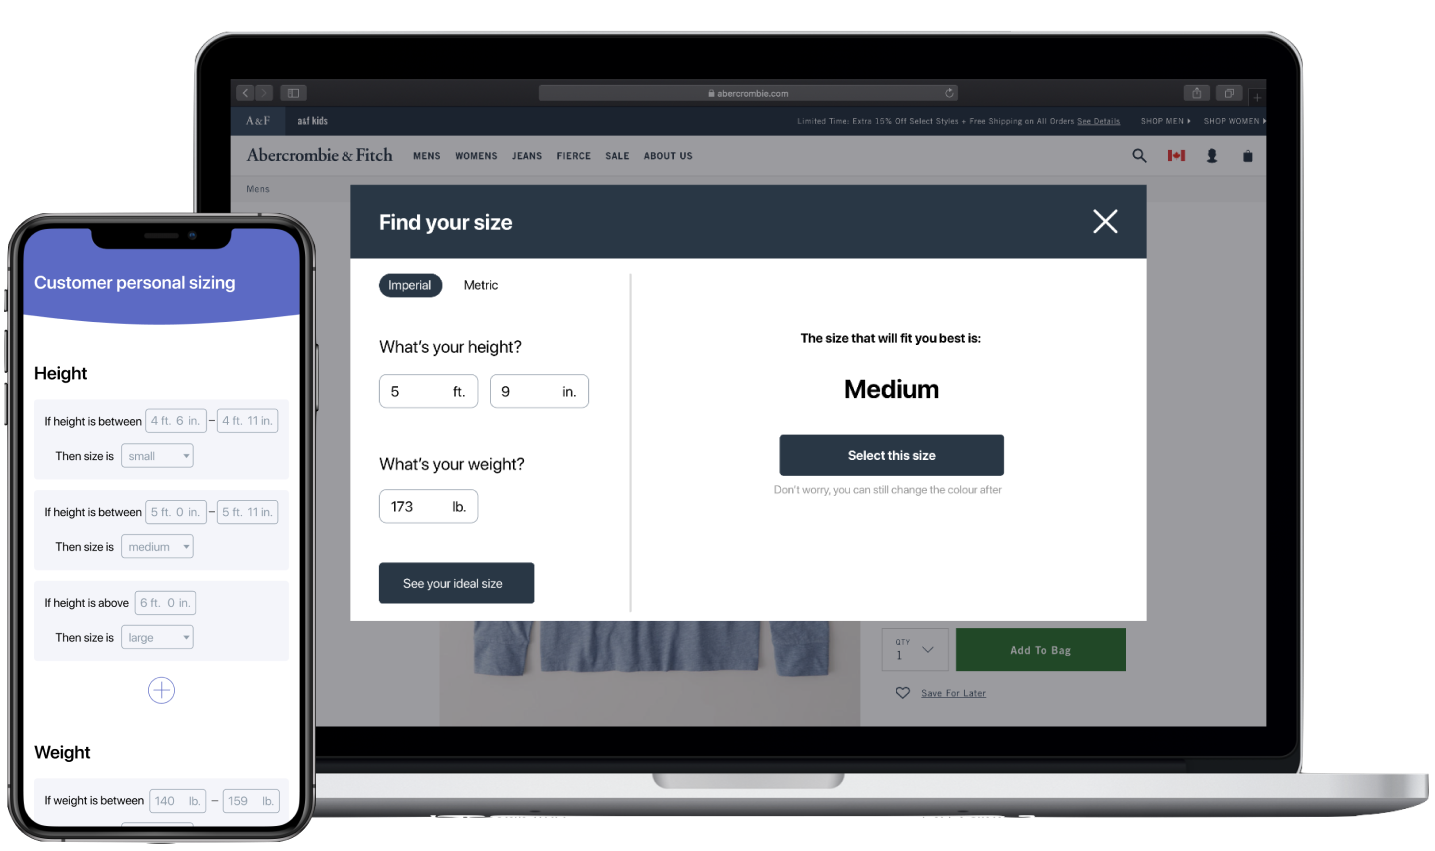 abercrombie.com
A&F a&f kids
Limited Time: Extra 15% Off Select Styles + Free Shipping on All Orders See Details SHOP MEN SHOP WOMEN
Abercrombie & Fitch MENS WOMENS JEANS FIERCE SALE ABOUT US
Mens
Find your size
Imperial Metric
What's your height?
5 ft. 9 in.
What's your weight?
173 lb.
See your ideal size
The size that will fit you best is:
Medium
Select this size
Don't worry, you can still change the colour after
QTY
1
Add To Bag
Save For Later
Customer personal sizing
Height
If height is between 4 ft. 6 in. – 4 ft. 11 in.
Then size is small
If height is between 5 ft. 0 in. – 5 ft. 11 in.
Then size is medium
If height is above 6 ft. 0 in.
Then size is large
Weight
If weight is between 140 lb. – 159 lb.